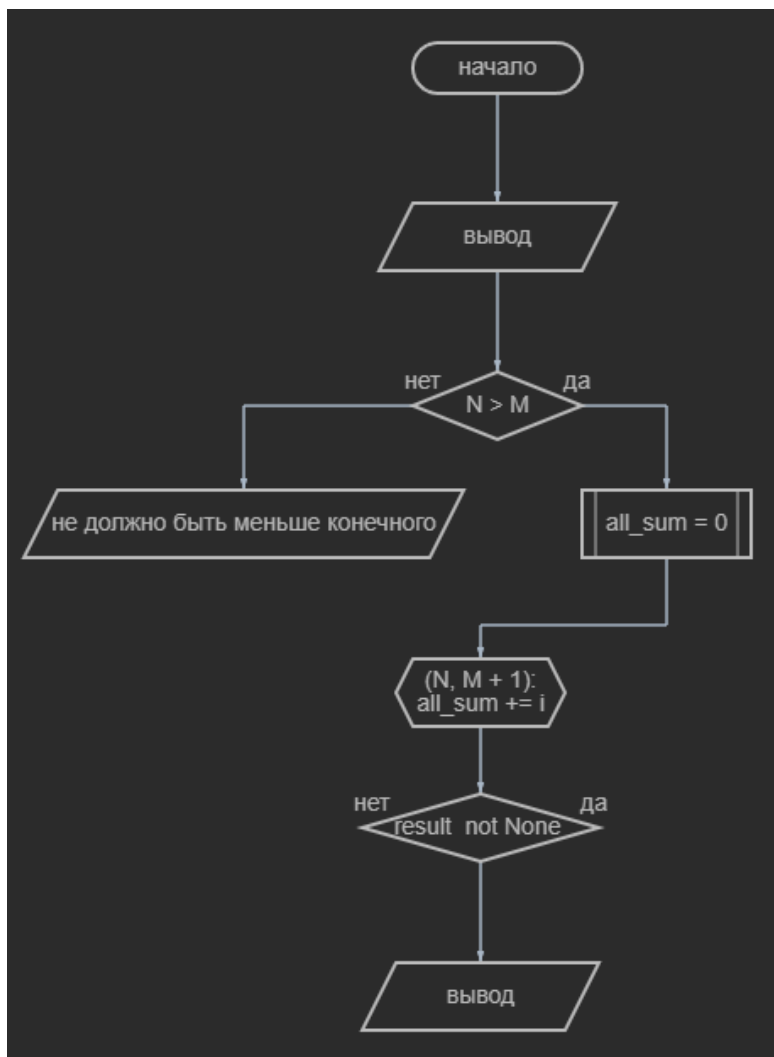 начало
вывод
нет
да
N > M
не должно быть меньше конечного
all_sum = 0
(N, M + 1):
all_sum += i
нет
да
result  not None
вывод